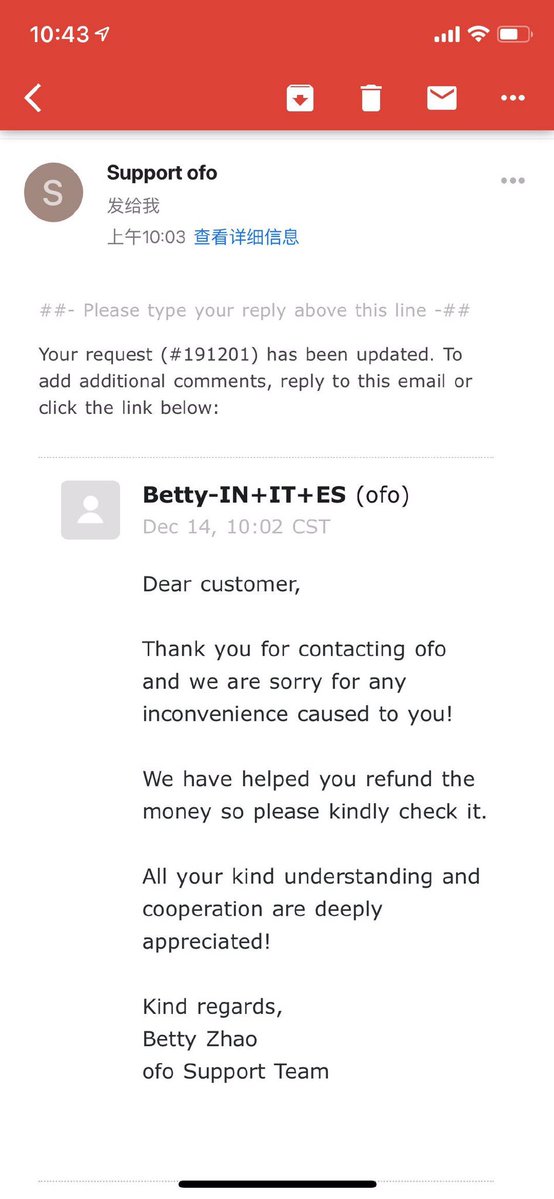 10:43
S
Support ofo
发给我
上午10:03 查看详细信息
##- Please type your reply above this line -##
Your request (#191201) has been updated. To
add additional comments, reply to this email or
click the link below:
Betty-IN+IT+ES (ofo)
Dec 14, 10:02 CST
Dear customer,
Thank you for contacting ofo
and we are sorry for any
inconvenience caused to you!
We have helped you refund the
money so please kindly check it.
All your kind understanding and
cooperation are deeply
appreciated!
Kind regards,
Betty Zhao
ofo Support Team